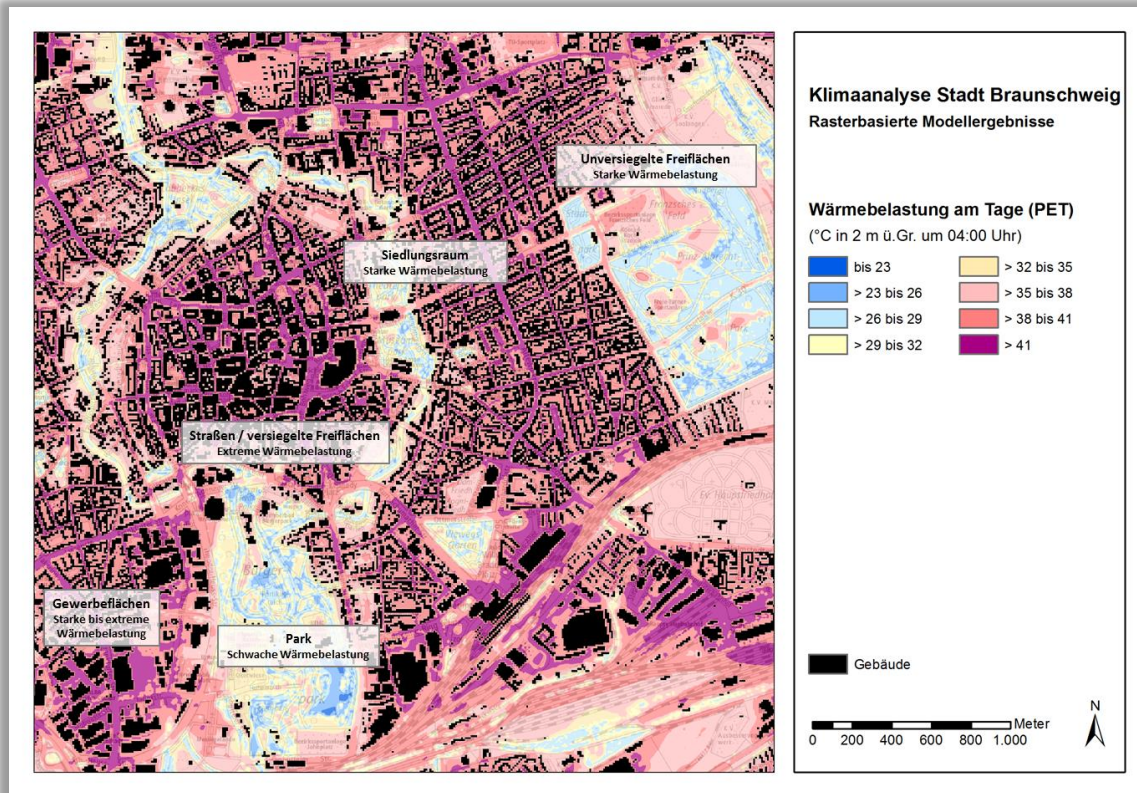 Klimaanalyse Stadt Braunschweig
Rasterbasierte Modellergebnisse
Wärmebelastung am Tage (PET)
(°C in 2 m ü.Gr. um 04:00 Uhr)
bis 23
> 32 bis 35
> 23 bis 26
> 35 bis 38
> 26 bis 29
> 38 bis 41
> 29 bis 32
> 41
Gebäude
Meter
0 200 400 600 800 1.000
N
Unversiegelte Freiflächen
Starke Wärmebelastung
Siedlungsraum
Starke Wärmebelastung
Straßen / versiegelte Freiflächen
Extreme Wärmebelastung
Gewerbeflächen
Starke bis extreme
Wärmebelastung
Park
Schwache Wärmebelastung